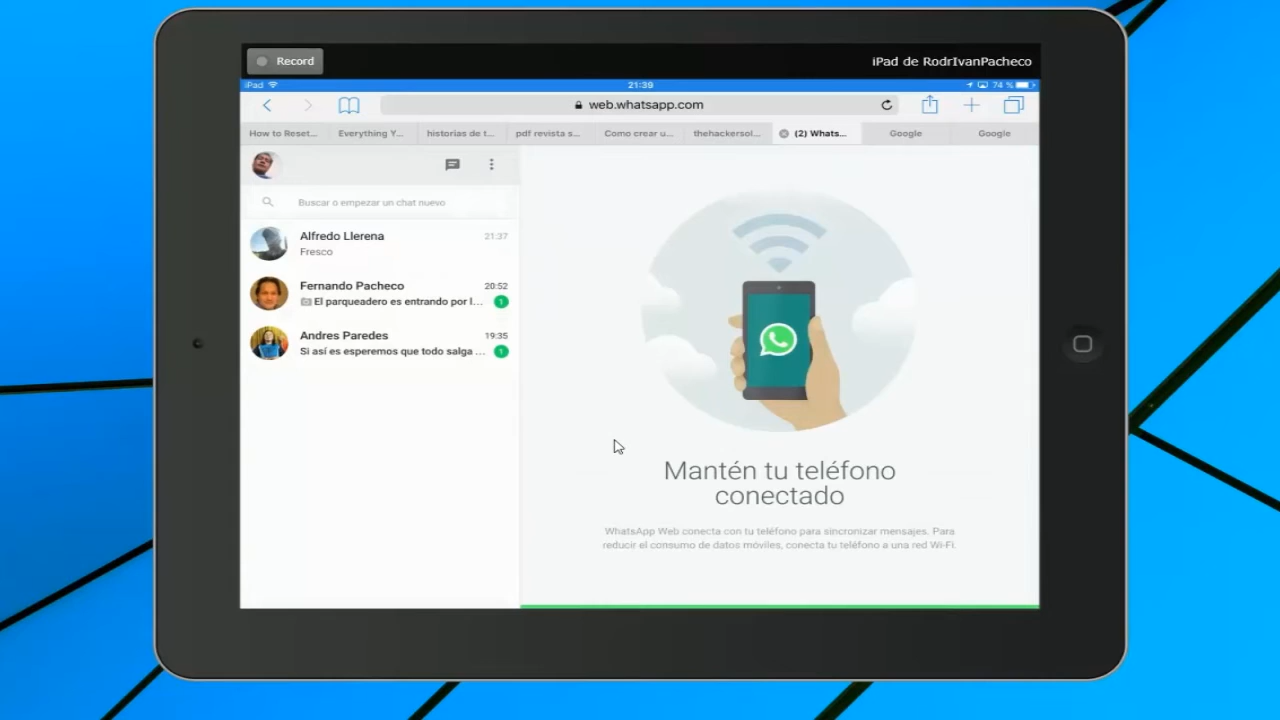 Record
iPad de RodrIvanPacheco
iPad
21:39
74 %
web.whatsapp.com
How to Reset...
Everything Y...
historias de t...
pdf revista s...
Como crear u...
thehackersol...
(2) Whats...
Google
Google
Buscar o empezar un chat nuevo
Alfredo Llerena
21:37
Fresco
Fernando Pacheco
20:52
El parqueadero es entrando por l...
1
Andres Paredes
19:35
Si así es esperemos que todo salga ...
1
Mantén tu teléfono
conectado
WhatsApp Web conecta con tu teléfono para sincronizar mensajes. Para
reducir el consumo de datos móviles, conecta tu teléfono a una red Wi-Fi.